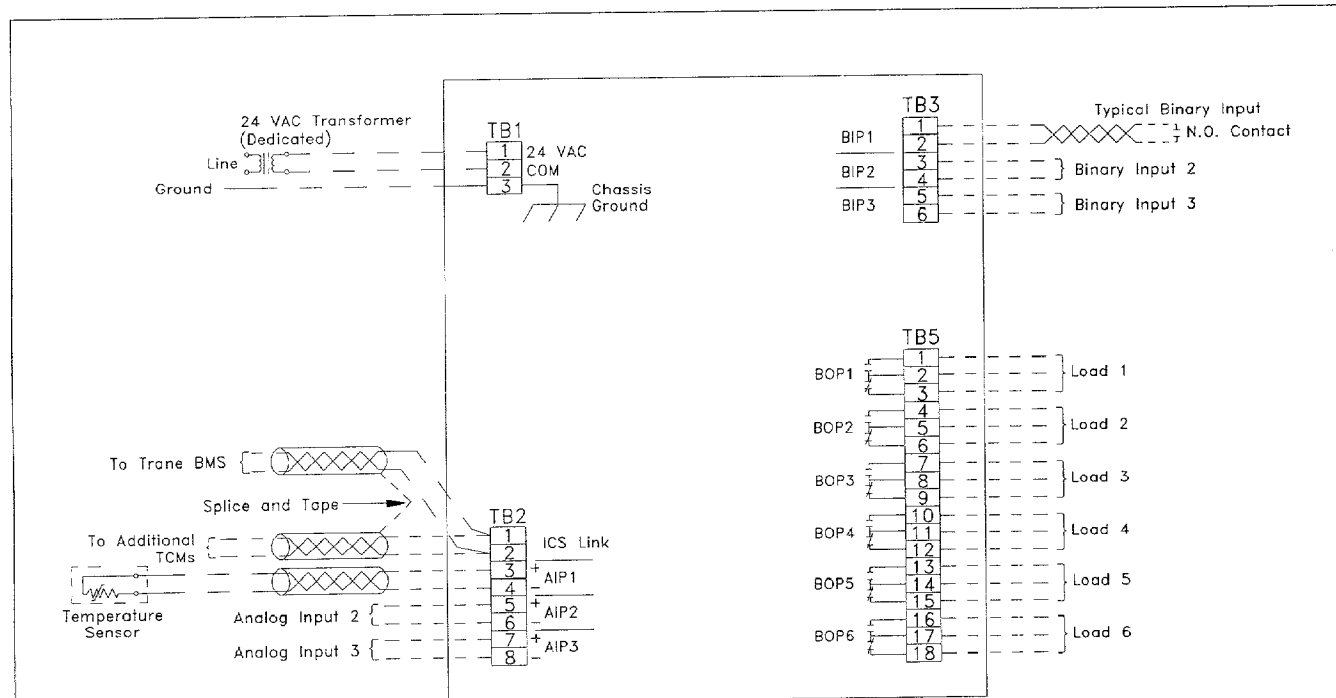 24 VAC Transformer
(Dedicated)
Line
Ground
TB1
1
2
3
24 VAC
COM
Chassis
Ground
TB3
1
2
3
4
5
6
BIP1
BIP2
BIP3
Typical Binary Input
N.O. Contact
Binary Input 2
Binary Input 3
To Trane BMS
Splice and Tape
To Additional
TCMs
Temperature
Sensor
Analog Input 2
Analog Input 3
TB2
1
2
3
4
5
6
7
8
ICS Link
+
AIP1
–
+
AIP2
–
+
AIP3
–
TB5
1
2
3
4
5
6
7
8
9
10
11
12
13
14
15
16
17
18
BOP1
BOP2
BOP3
BOP4
BOP5
BOP6
Load 1
Load 2
Load 3
Load 4
Load 5
Load 6